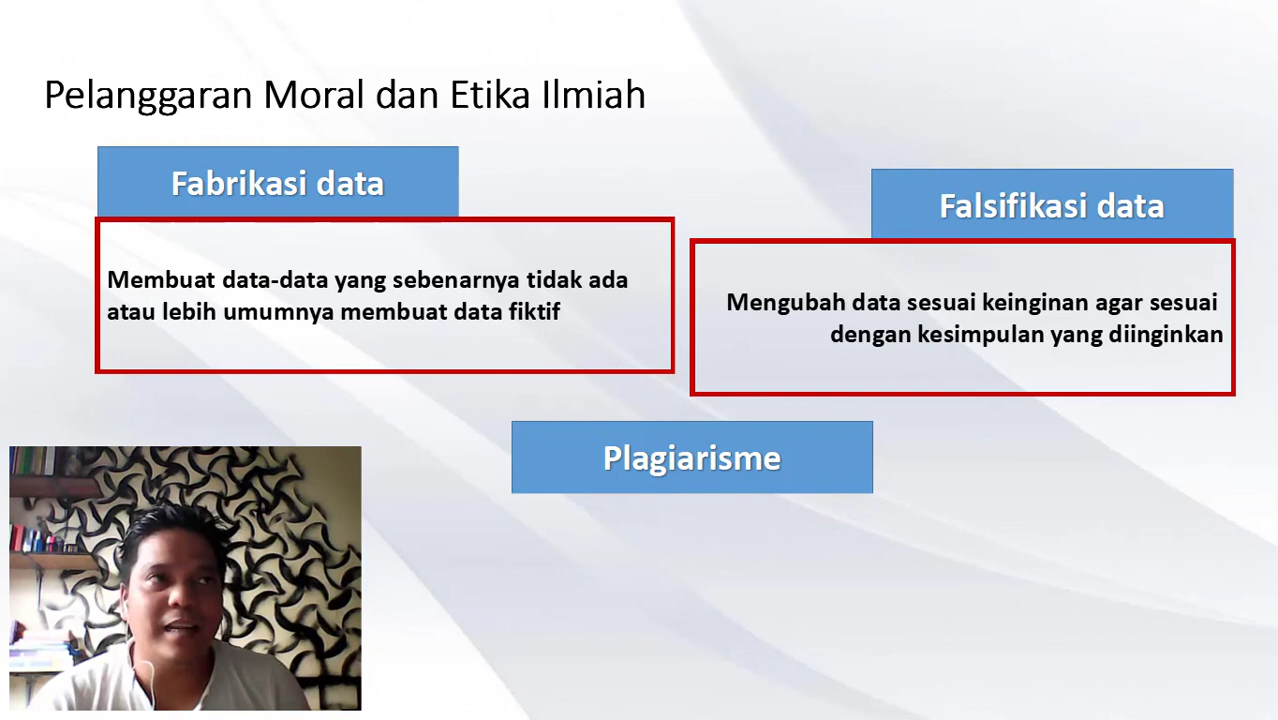 Pelanggaran Moral dan Etika Ilmiah
Fabrikasi data
Membuat data-data yang sebenarnya tidak ada
atau lebih umumnya membuat data fiktif
Falsifikasi data
Mengubah data sesuai keinginan agar sesuai
dengan kesimpulan yang diinginkan
Plagiarisme